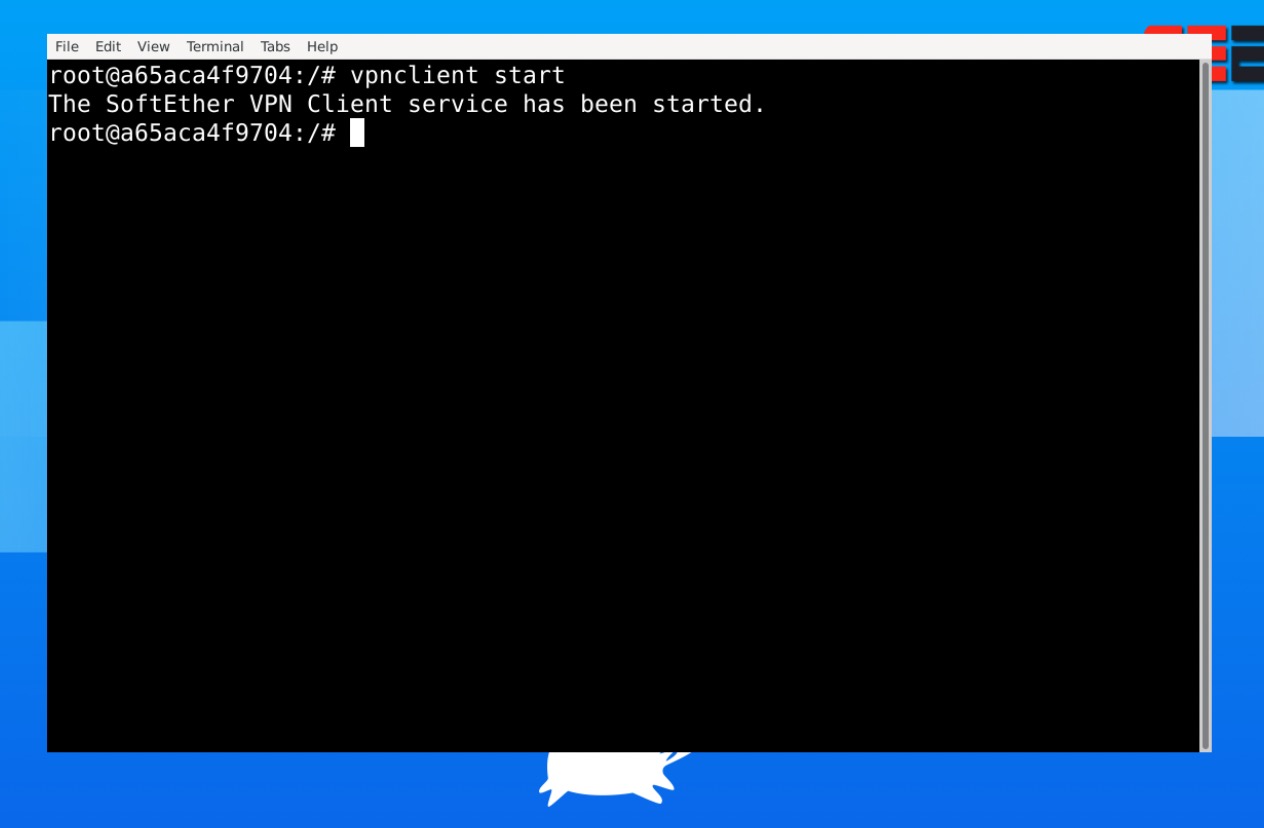 File Edit View Terminal Tabs Help
root@a65aca4f9704:/# vpnclient start
The SoftEther VPN Client service has been started.
root@a65aca4f9704:/#